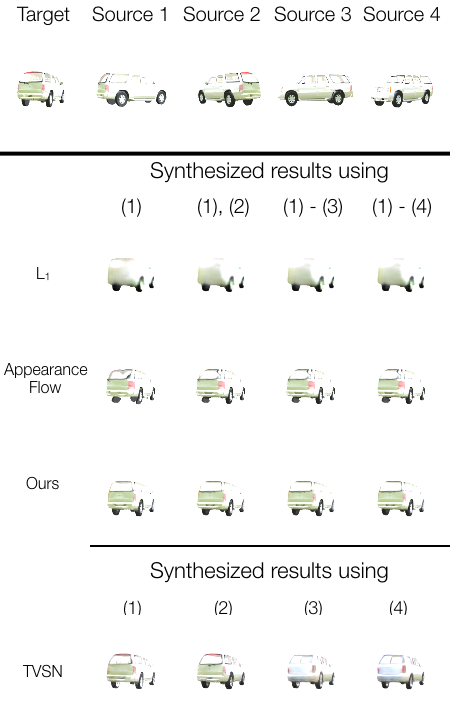 Target Source 1 Source 2 Source 3 Source 4
Synthesized results using
(1) (1), (2) (1) - (3) (1) - (4)
L₁
Appearance
Flow
Ours
Synthesized results using
(1) (2) (3) (4)
TVSN